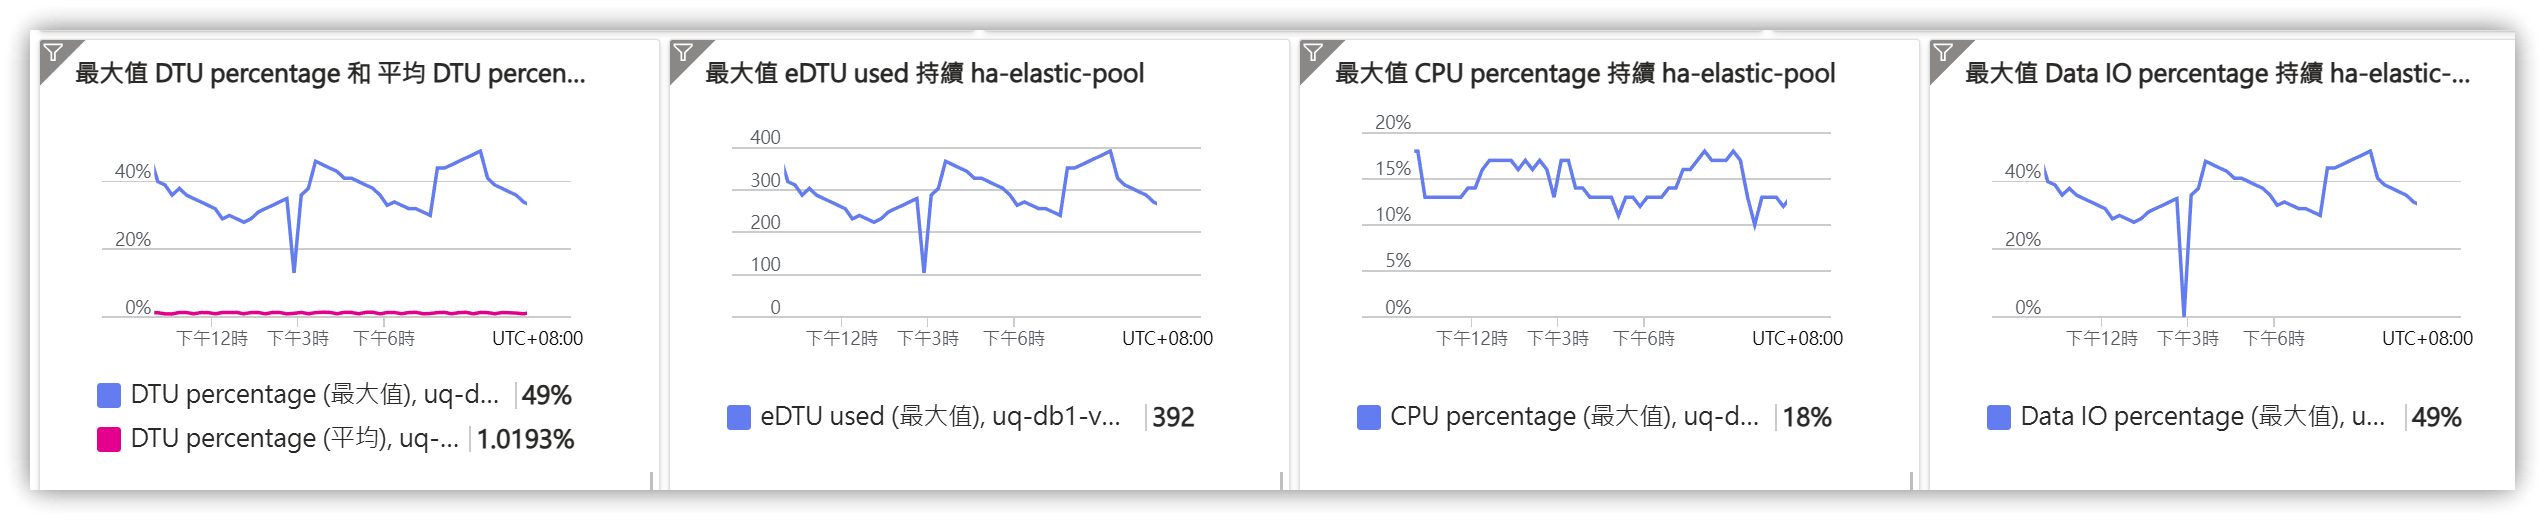 最大值 DTU percentage 和 平均 DTU percen...
40%
20%
0%
下午12時 下午3時 下午6時 UTC+08:00
DTU percentage (最大值), uq-d... 49%
DTU percentage (平均), uq-... 1.0193%
最大值 eDTU used 持續 ha-elastic-pool
400
300
200
100
0
下午12時 下午3時 下午6時 UTC+08:00
eDTU used (最大值), uq-db1-v... 392
最大值 CPU percentage 持續 ha-elastic-pool
20%
15%
10%
5%
0%
下午12時 下午3時 下午6時 UTC+08:00
CPU percentage (最大值), uq-d... 18%
最大值 Data IO percentage 持續 ha-elastic-...
40%
20%
0%
下午12時 下午3時 下午6時 UTC+08:00
Data IO percentage (最大值), u... 49%